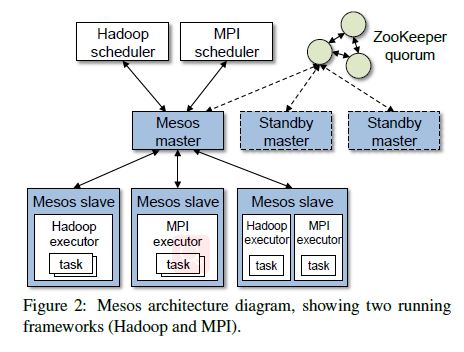 Hadoop
scheduler
MPI
scheduler
ZooKeeper
quorum
Mesos
master
Standby
master
Standby
master
Mesos slave
Hadoop
executor
task
Mesos slave
MPI
executor
task
Mesos slave
Hadoop
executor
task
MPI
executor
task
Figure 2: Mesos architecture diagram, showing two running
frameworks (Hadoop and MPI).